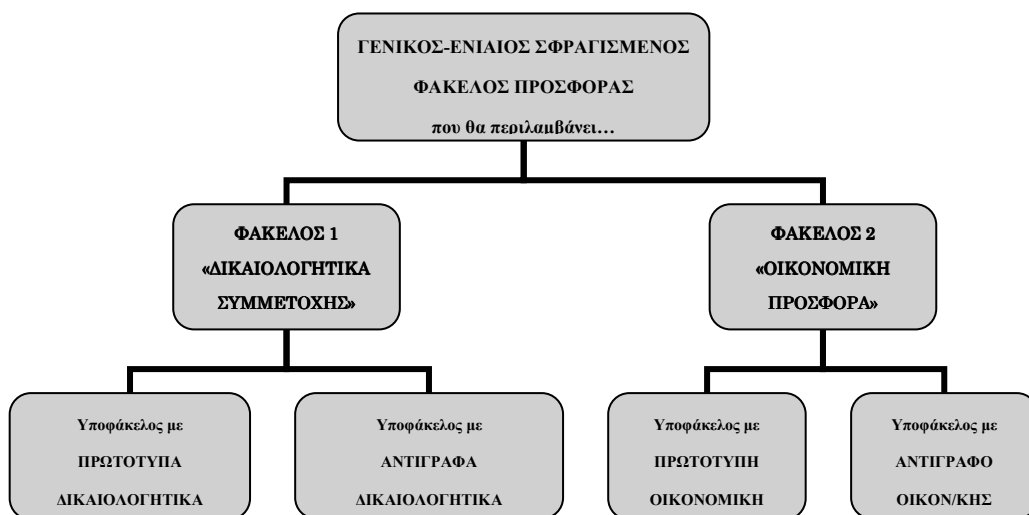 ΓΕΝΙΚΟΣ-ΕΝΙΑΙΟΣ ΣΦΡΑΓΙΣΜΕΝΟΣ
ΦΑΚΕΛΟΣ ΠΡΟΣΦΟΡΑΣ
που θα περιλαμβάνει…
ΦΑΚΕΛΟΣ 1
«ΔΙΚΑΙΟΛΟΓΗΤΙΚΑ
ΣΥΜΜΕΤΟΧΗΣ»
ΦΑΚΕΛΟΣ 2
«ΟΙΚΟΝΟΜΙΚΗ
ΠΡΟΣΦΟΡΑ»
Υποφάκελος με
ΠΡΩΤΟΤΥΠΑ
ΔΙΚΑΙΟΛΟΓΗΤΙΚΑ
Υποφάκελος με
ΑΝΤΙΓΡΑΦΑ
ΔΙΚΑΙΟΛΟΓΗΤΙΚΑ
Υποφάκελος με
ΠΡΩΤΟΤΥΠΗ
ΟΙΚΟΝΟΜΙΚΗ
Υποφάκελος με
ΑΝΤΙΓΡΑΦΟ
ΟΙΚΟΝ/ΚΗΣ